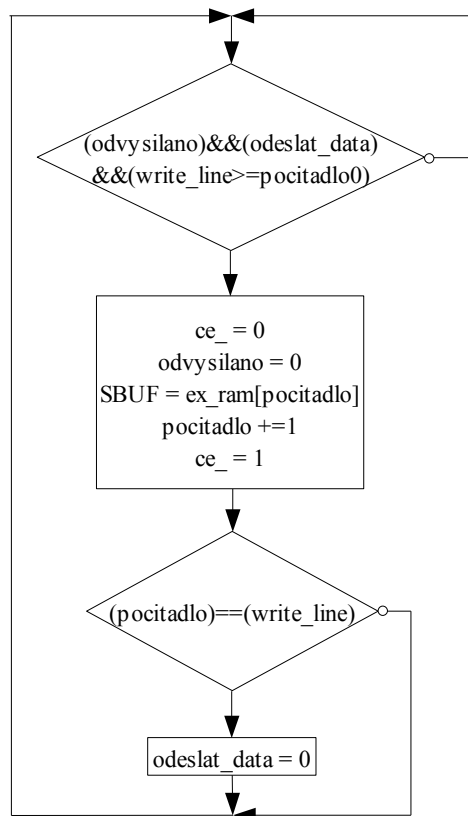 (odvysilano)&&(odeslat_data)
&&(write_line>=pocitadlo0)
ce_ = 0
odvysilano = 0
SBUF = ex_ram[pocitadlo]
pocitadlo +=1
ce_ = 1
(pocitadlo)==(write_line)
odeslat_data = 0